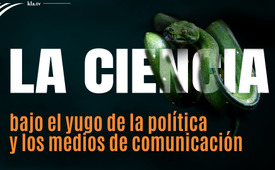 kla.tv
LA CIENCIA
bajo el yugo de la política
y los medios de comunicación